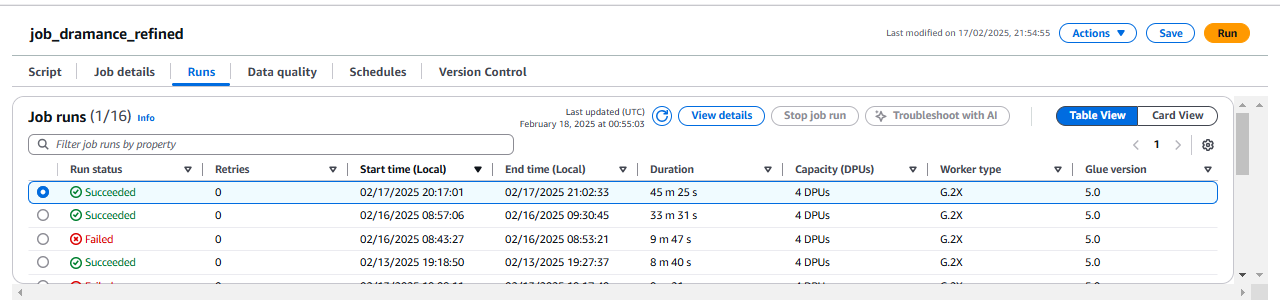 job_dramance_refined
Last modified on 17/02/2025, 21:54:55
Actions
Save
Run
Script
Job details
Runs
Data quality
Schedules
Version Control
Job runs (1/16) Info
Last updated (UTC)
February 18, 2025 at 00:55:03
View details
Stop job run
Troubleshoot with AI
Table View
Card View
Filter job runs by property
1
Run status Retries Start time (Local) End time (Local) Duration Capacity (DPUs) Worker type Glue version
Succeeded 0 02/17/2025 20:17:01 02/17/2025 21:02:33 45 m 25 s 4 DPUs G.2X 5.0
Succeeded 0 02/16/2025 08:57:06 02/16/2025 09:30:45 33 m 31 s 4 DPUs G.2X 5.0
Failed 0 02/16/2025 08:43:27 02/16/2025 08:53:21 9 m 47 s 4 DPUs G.2X 5.0
Succeeded 0 02/13/2025 19:18:50 02/13/2025 19:27:37 8 m 40 s 4 DPUs G.2X 5.0